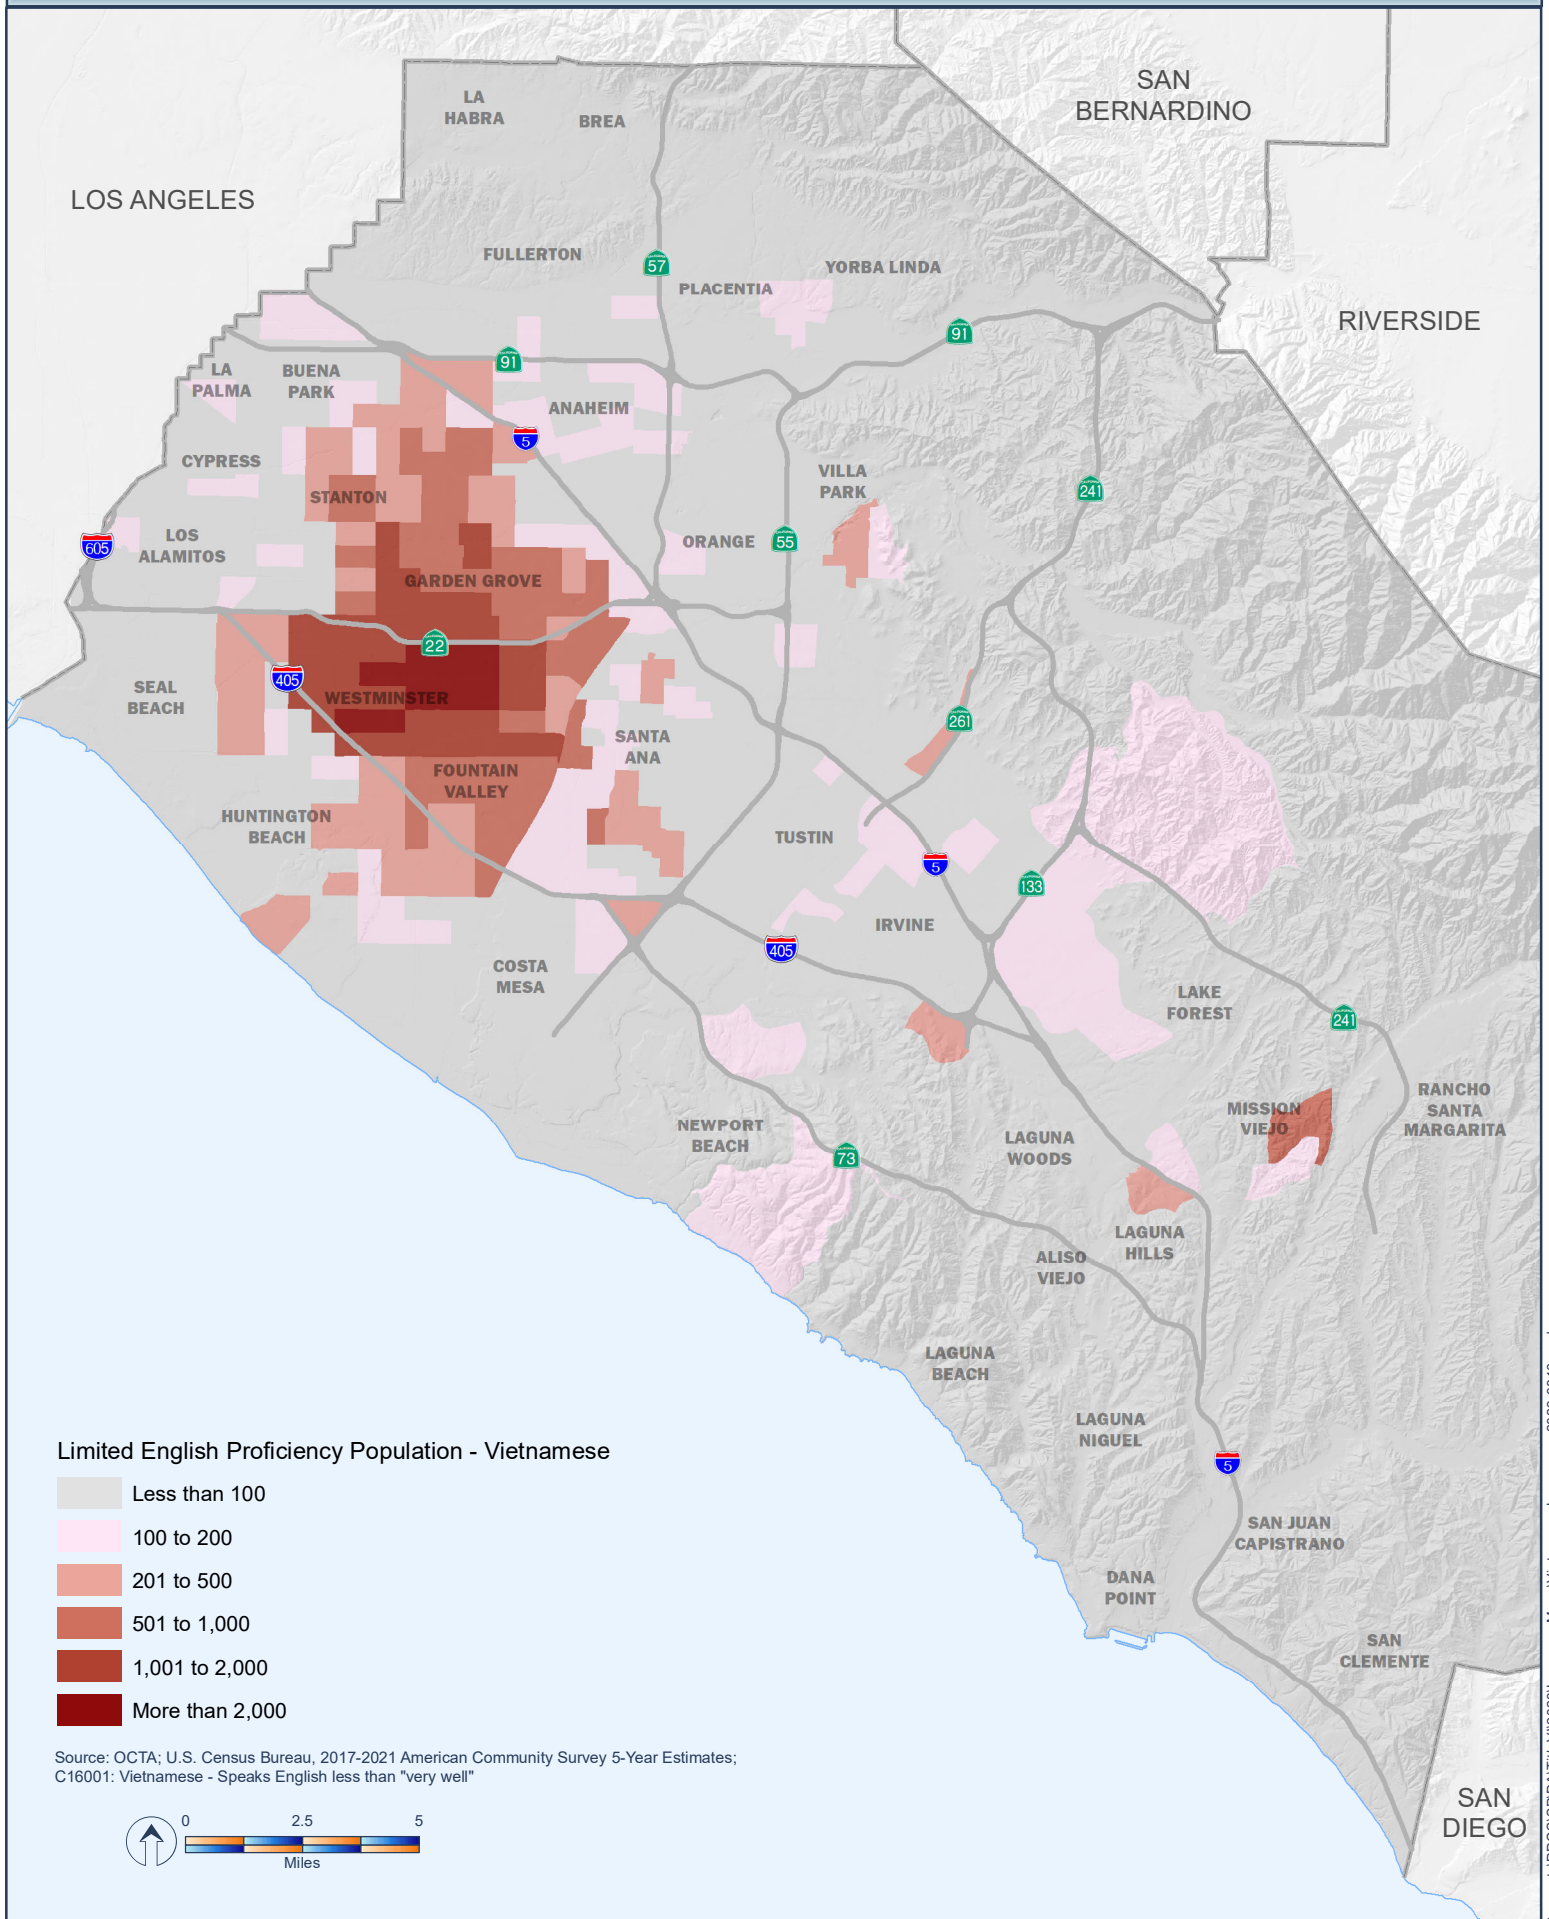 SAN
BERNARDINO
LA
HABRA
BREA
LOS ANGELES
FULLERTON
57
PLACENTIA
YORBA LINDA
RIVERSIDE
91
91
LA
PALMA
BUENA
PARK
ANAHEIM
5
CYPRESS
STANTON
VILLA
PARK
241
605
LOS
ALAMITOS
ORANGE
55
GARDEN GROVE
22
405
WESTMINSTER
SEAL
BEACH
261
SANTA
ANA
FOUNTAIN
VALLEY
HUNTINGTON
BEACH
TUSTIN
5
133
IRVINE
405
COSTA
MESA
LAKE
FOREST
241
RANCHO
SANTA
MARGARITA
MISSION
VIEJO
NEWPORT
BEACH
73
LAGUNA
WOODS
LAGUNA
HILLS
ALISO
VIEJO
LAGUNA
BEACH
LAGUNA
NIGUEL
5
SAN JUAN
CAPISTRANO
DANA
POINT
SAN
CLEMENTE
SAN
DIEGO
Limited English Proficiency Population - Vietnamese
Less than 100
100 to 200
201 to 500
501 to 1,000
1,001 to 2,000
More than 2,000
Source: OCTA; U.S. Census Bureau, 2017-2021 American Community Survey 5-Year Estimates;
C16001: Vietnamese - Speaks English less than "very well"
0 2.5 5
Miles